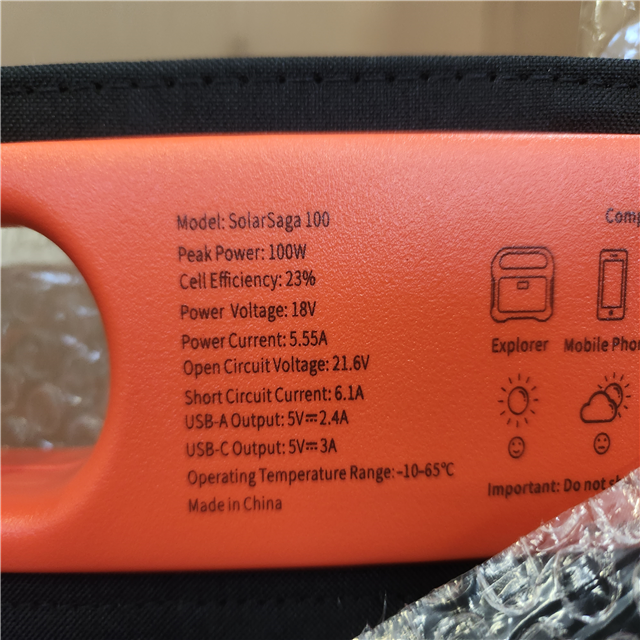 Model: SolarSaga 100
Peak Power: 100W
Cell Efficiency: 23%
Power Voltage: 18V
Power Current: 5.55A
Open Circuit Voltage: 21.6V
Short Circuit Current: 6.1A
USB-A Output: 5V⎓2.4A
USB-C Output: 5V⎓3A
Operating Temperature Range: -10-65℃
Made in China
Explorer
Mobile
Important: Do not